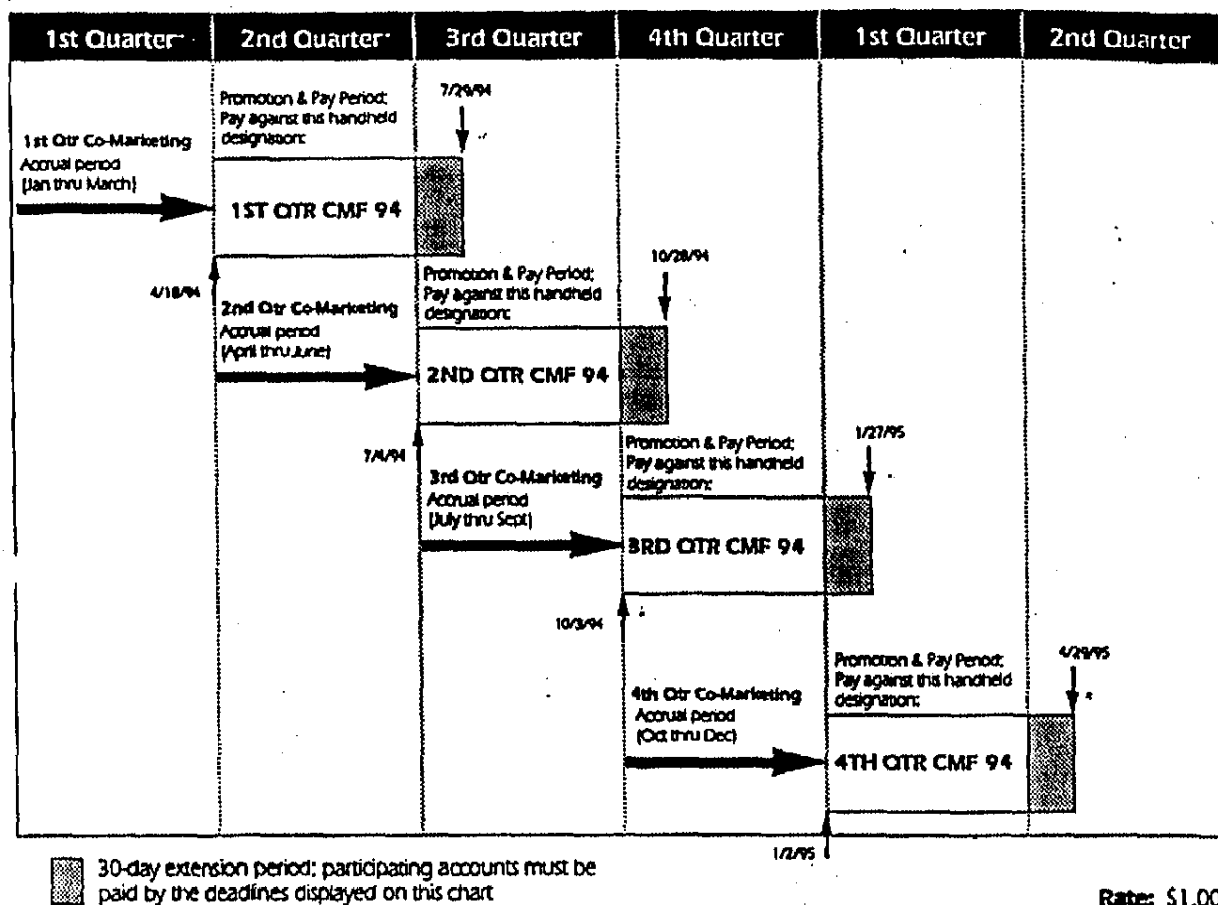 1st Quarter 2nd Quarter 3rd Quarter 4th Quarter 1st Quarter 2nd Quarter
Promotion & Pay Period;
Pay against this handheld
designation:
7/29/94
1st Qtr Co-Marketing
Accrual period
(Jan thru March)
1ST QTR CMF 94
4/18/94
Promotion & Pay Period;
Pay against this handheld
designation:
10/28/94
2nd Qtr Co-Marketing
Accrual period
(April thru June)
2ND QTR CMF 94
7/4/94
Promotion & Pay Period;
Pay against this handheld
designation:
1/27/95
3rd Qtr Co-Marketing
Accrual period
(July thru Sept)
3RD QTR CMF 94
10/3/94
Promotion & Pay Period;
Pay against this handheld
designation:
4/29/95
4th Qtr Co-Marketing
Accrual period
(Oct thru Dec)
4TH QTR CMF 94
1/2/95
30-day extension period; participating accounts must be
paid by the deadlines displayed on this chart
Rate: $1.00